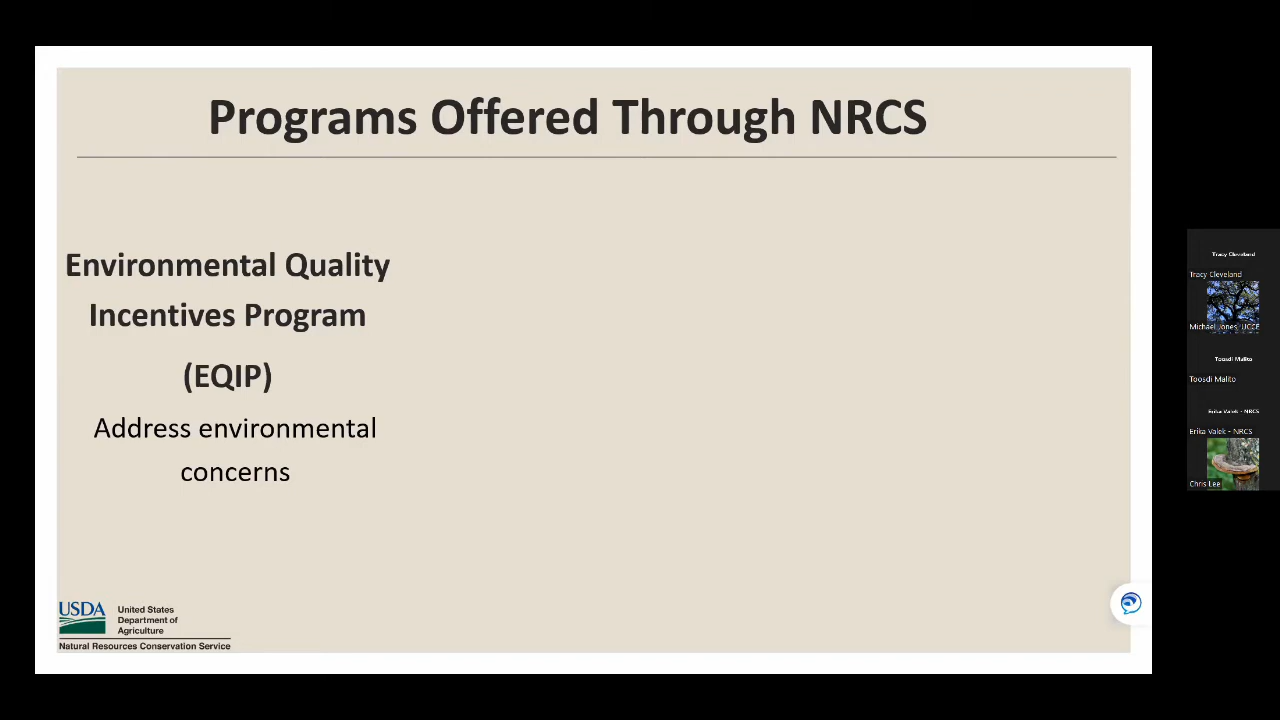 Programs Offered Through NRCS
Environmental Quality
Incentives Program
(EQIP)
Address environmental
concerns
USDA
United States
Department of
Agriculture
Natural Resources Conservation Service
Tracy Cleveland
Tracy Cleveland
Michael Jones, UCCE
Toosdi Malito
Toosdi Malito
Erika Valek - NRCS
Erika Valek - NRCS
Chris Lee